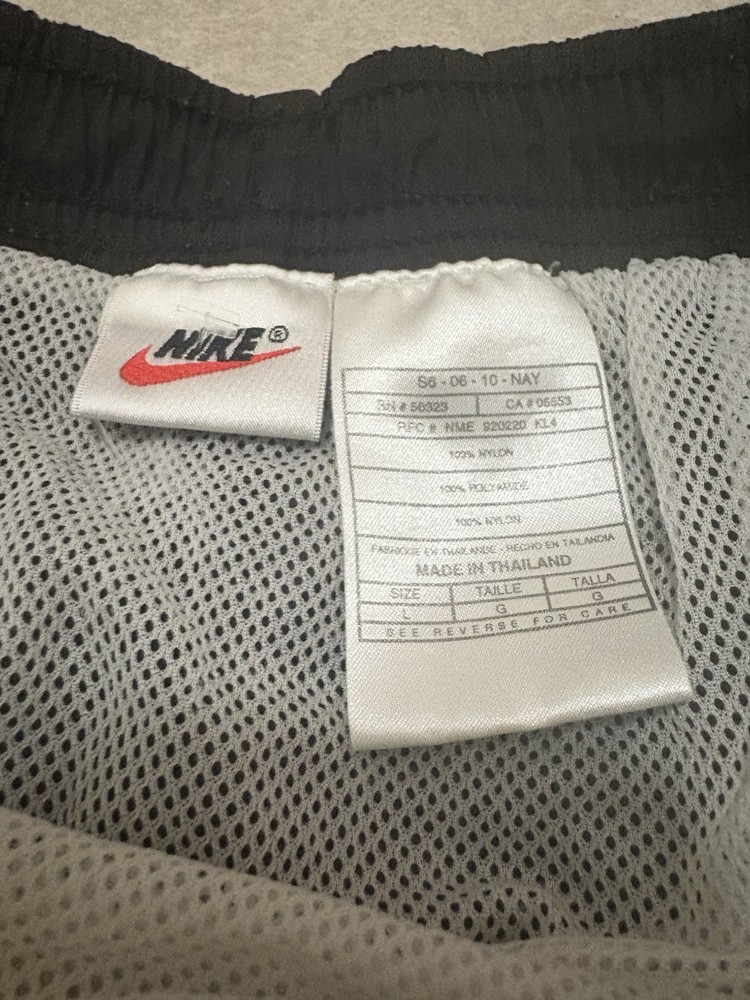 NIKE®
S6 - 06 - 10 - NAY
RN # 56323 CA # 05553
RFC # NME 920220 KL4
100% NYLON
100% POLYAMIDE
100% NYLON
FABRIQUE EN THAILANDE - HECHO EN TAILANDIA
MADE IN THAILAND
SIZE TAILLE TALLA
L G G
SEE REVERSE FOR CARE